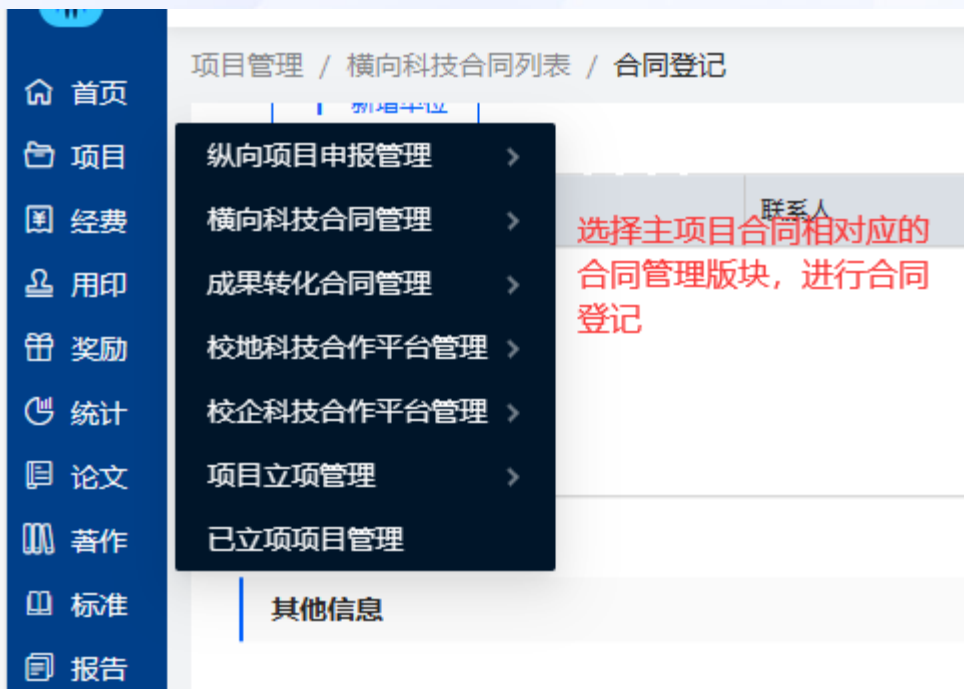 项目管理 / 横向科技合同列表 / 合同登记
首页
项目
经费
用印
奖励
统计
论文
著作
标准
报告
新增单位
纵向项目申报管理
横向科技合同管理
成果转化合同管理
校地科技合作平台管理
校企科技合作平台管理
项目立项管理
已立项项目管理
联系人
选择主项目合同相对应的
合同管理版块，进行合同
登记
其他信息